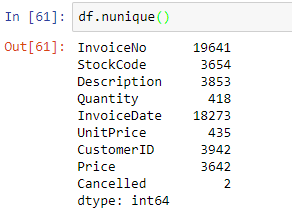 In [61]: df.nunique()
Out[61]: InvoiceNo 19641
StockCode 3654
Description 3853
Quantity 418
InvoiceDate 18273
UnitPrice 435
CustomerID 3942
Price 3642
Cancelled 2
dtype: int64